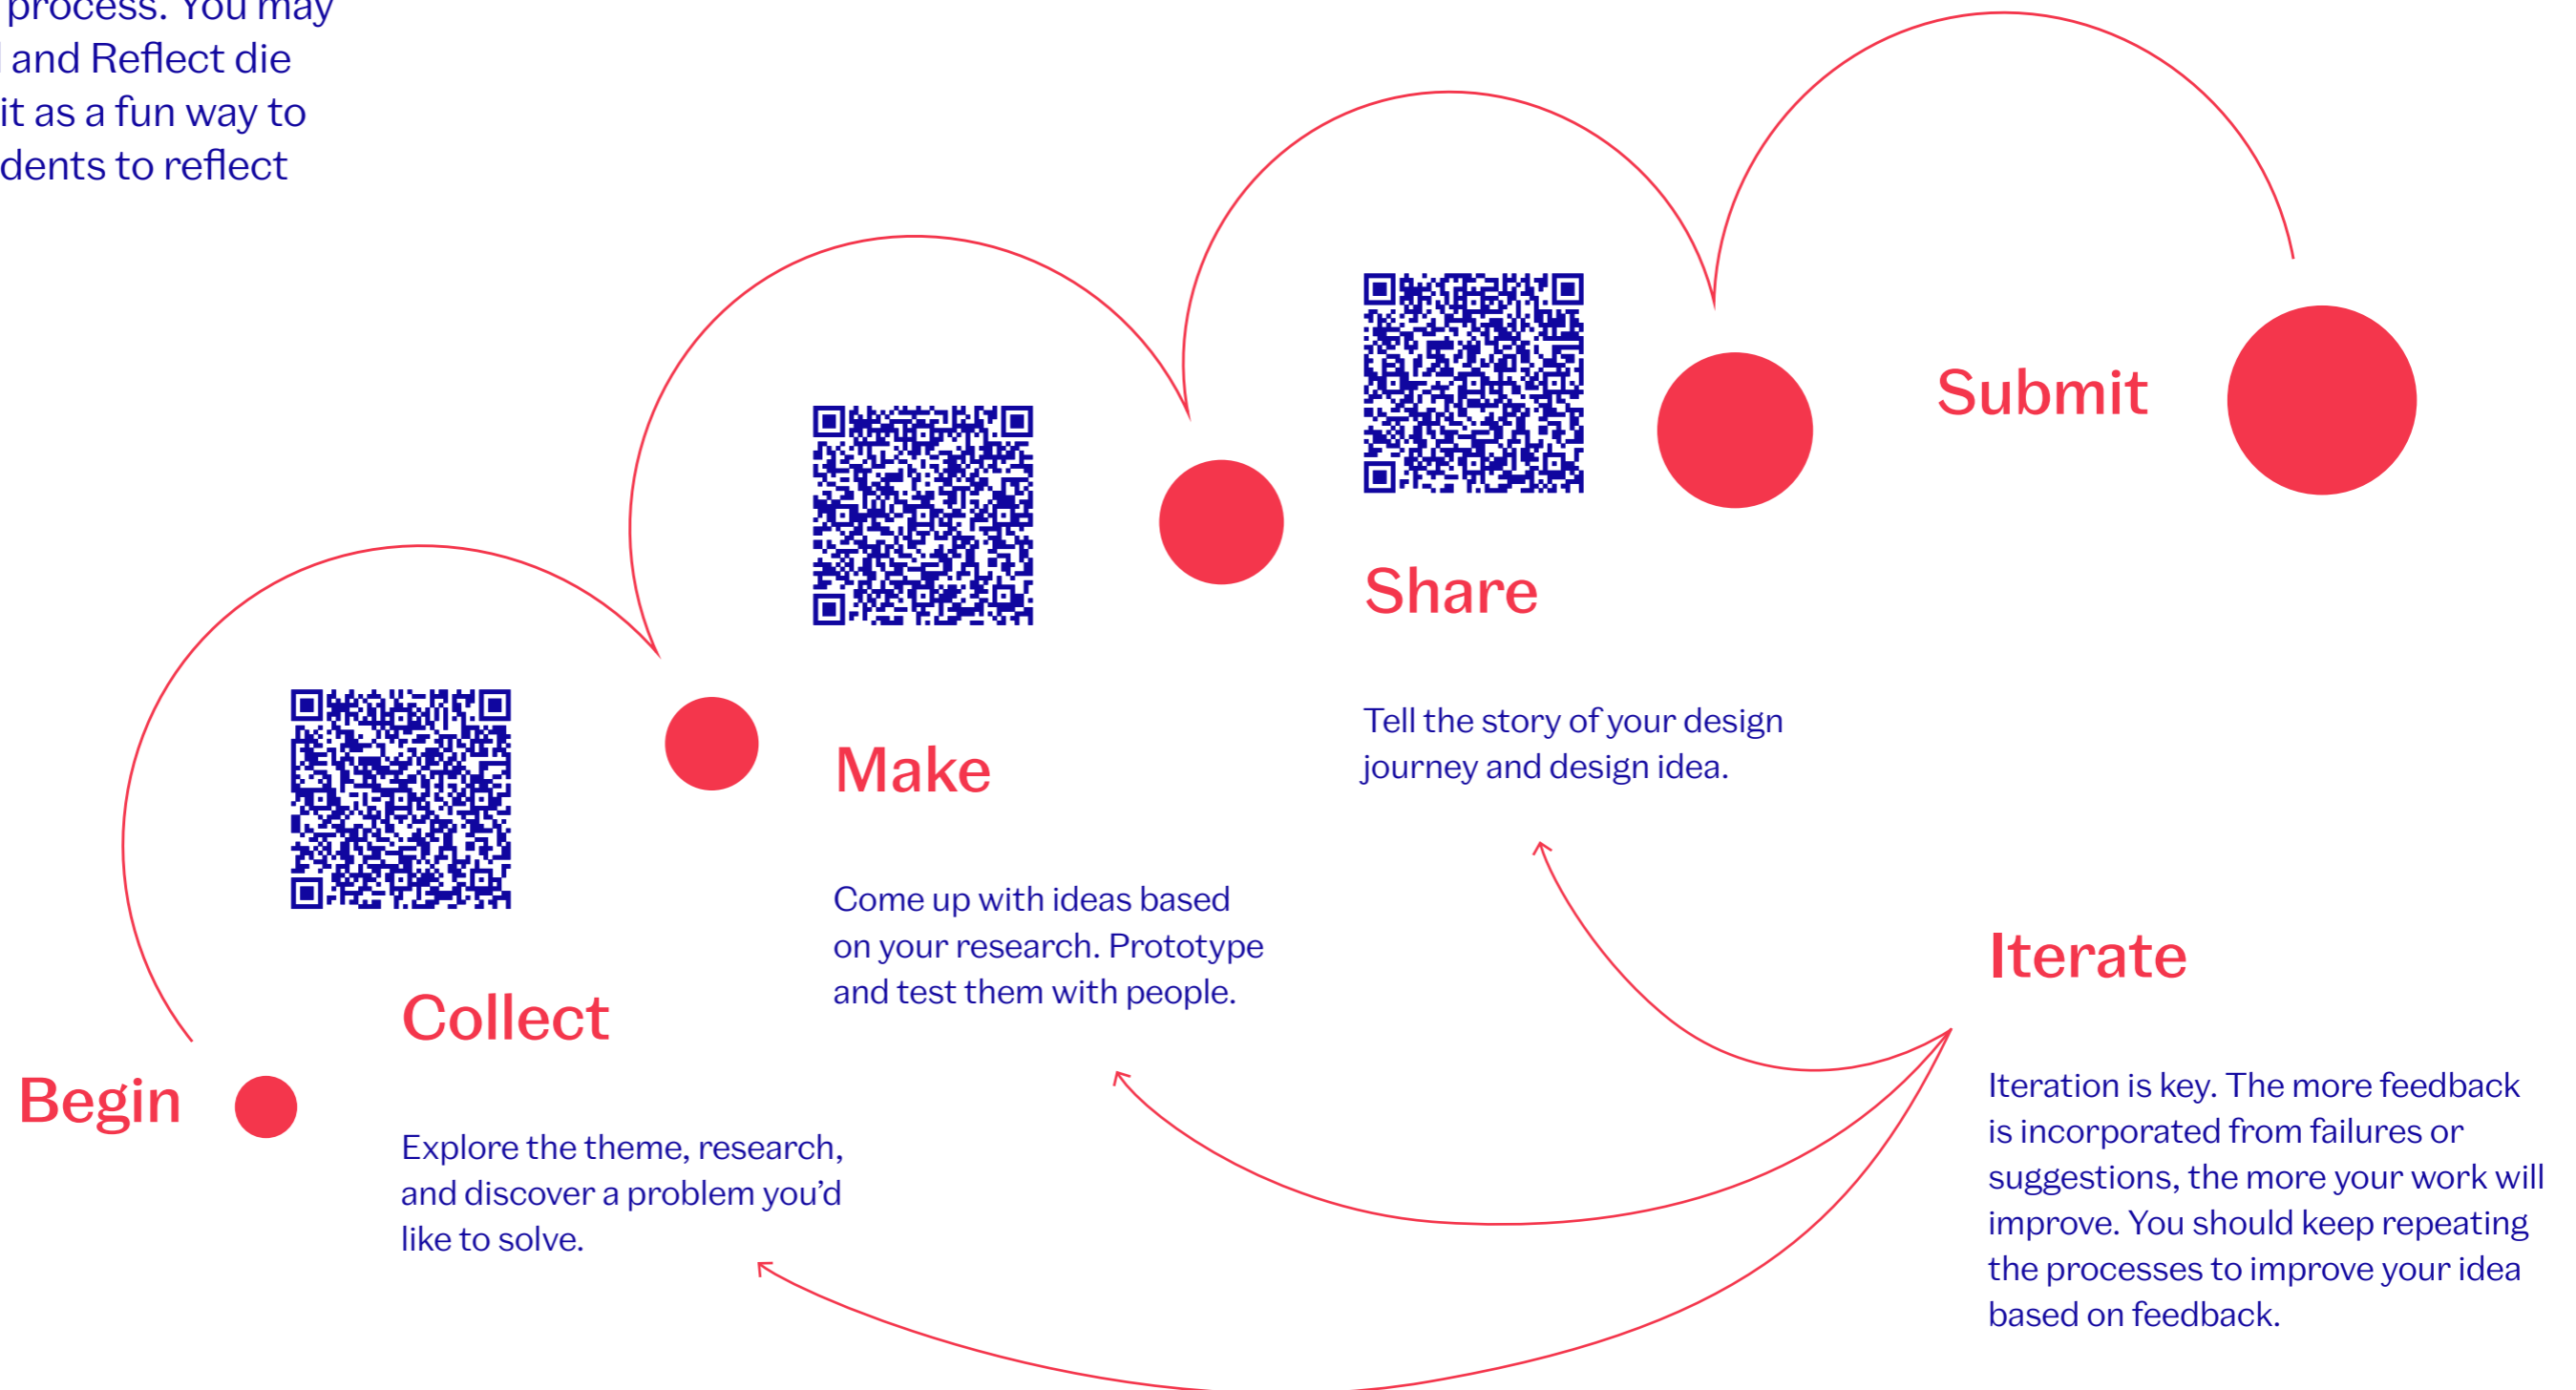 process. You may
and Reflect die
it as a fun way to
dents to reflect
Begin
Collect
Explore the theme, research,
and discover a problem you’d
like to solve.
Make
Come up with ideas based
on your research. Prototype
and test them with people.
Share
Tell the story of your design
journey and design idea.
Submit
Iterate
Iteration is key. The more feedback
is incorporated from failures or
suggestions, the more your work will
improve. You should keep repeating
the processes to improve your idea
based on feedback.